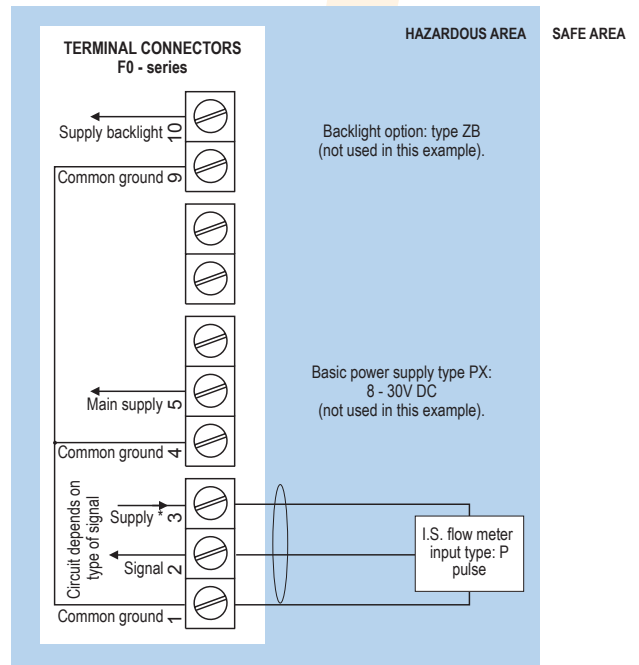 HAZARDOUS AREA
SAFE AREA
TERMINAL CONNECTORS
F0 - series
Supply backlight 10
Common ground 9
Backlight option: type ZB
(not used in this example).
Main supply 5
Common ground 4
Basic power supply type PX:
8 - 30V DC
(not used in this example).
Circuit depends on
type of signal
Supply * 3
Signal 2
Common ground 1
I.S. flow meter
input type: P
pulse